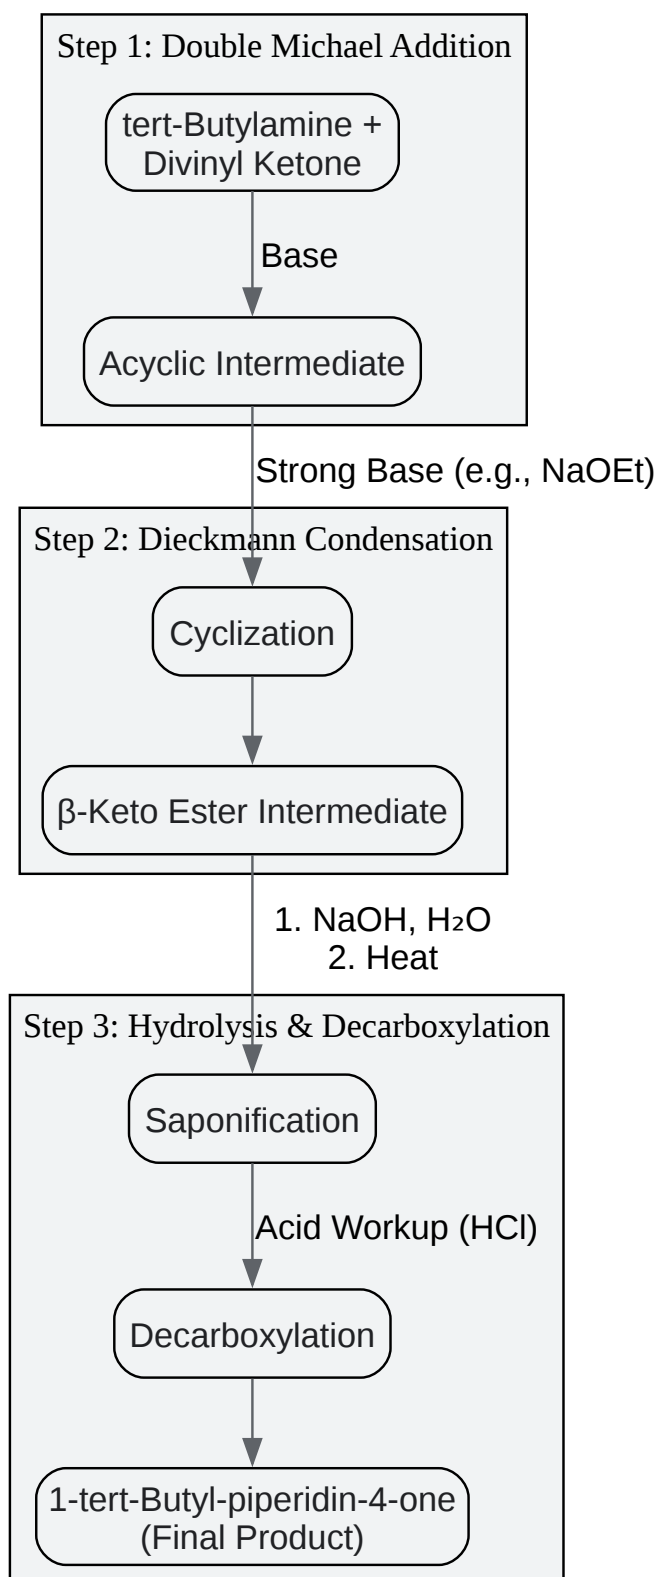 Step 1: Double Michael Addition
tert-Butylamine +
Divinyl Ketone
Base
Acyclic Intermediate
Strong Base (e.g., NaOEt)
Step 2: Dieckmann Condensation
Cyclization
β-Keto Ester Intermediate
1. NaOH, H₂O
2. Heat
Step 3: Hydrolysis & Decarboxylation
Saponification
Acid Workup (HCl)
Decarboxylation
1-tert-Butyl-piperidin-4-one
(Final Product)